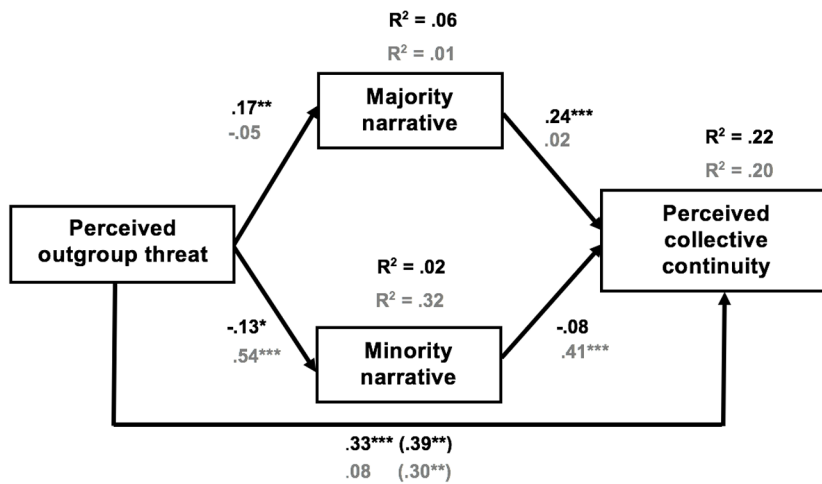 R² = .06
R² = .01
Majority
narrative
.17**
-.05
.24***
.02
R² = .22
R² = .20
Perceived
outgroup threat
Perceived
collective
continuity
R² = .02
R² = .32
-.13*
.54***
Minority
narrative
-.08
.41***
.33*** (.39**)
.08 (.30**)